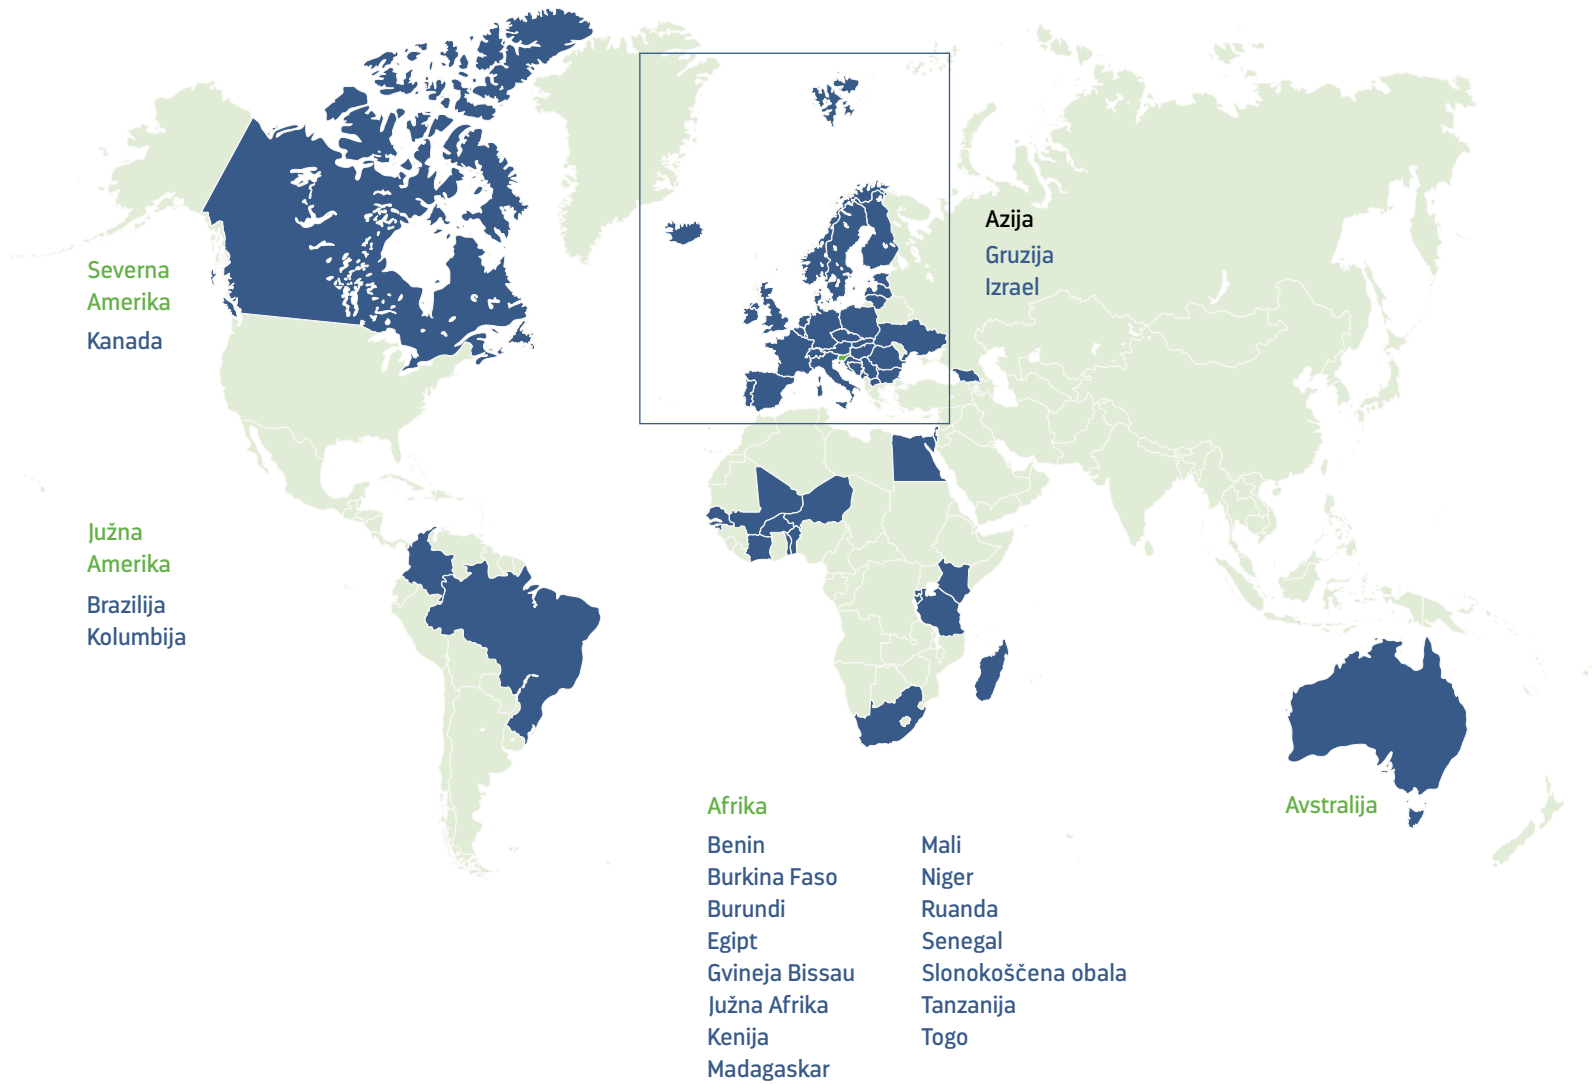 Severna
Amerika
Kanada
Južna
Amerika
Brazilija
Kolumbija
Azija
Gruzija
Izrael
Afrika
Benin
Burkina Faso
Burundi
Egipt
Gvineja Bissau
Južna Afrika
Kenija
Madagaskar
Mali
Niger
Ruanda
Senegal
Slonokoščena obala
Tanzanija
Togo
Avstralija